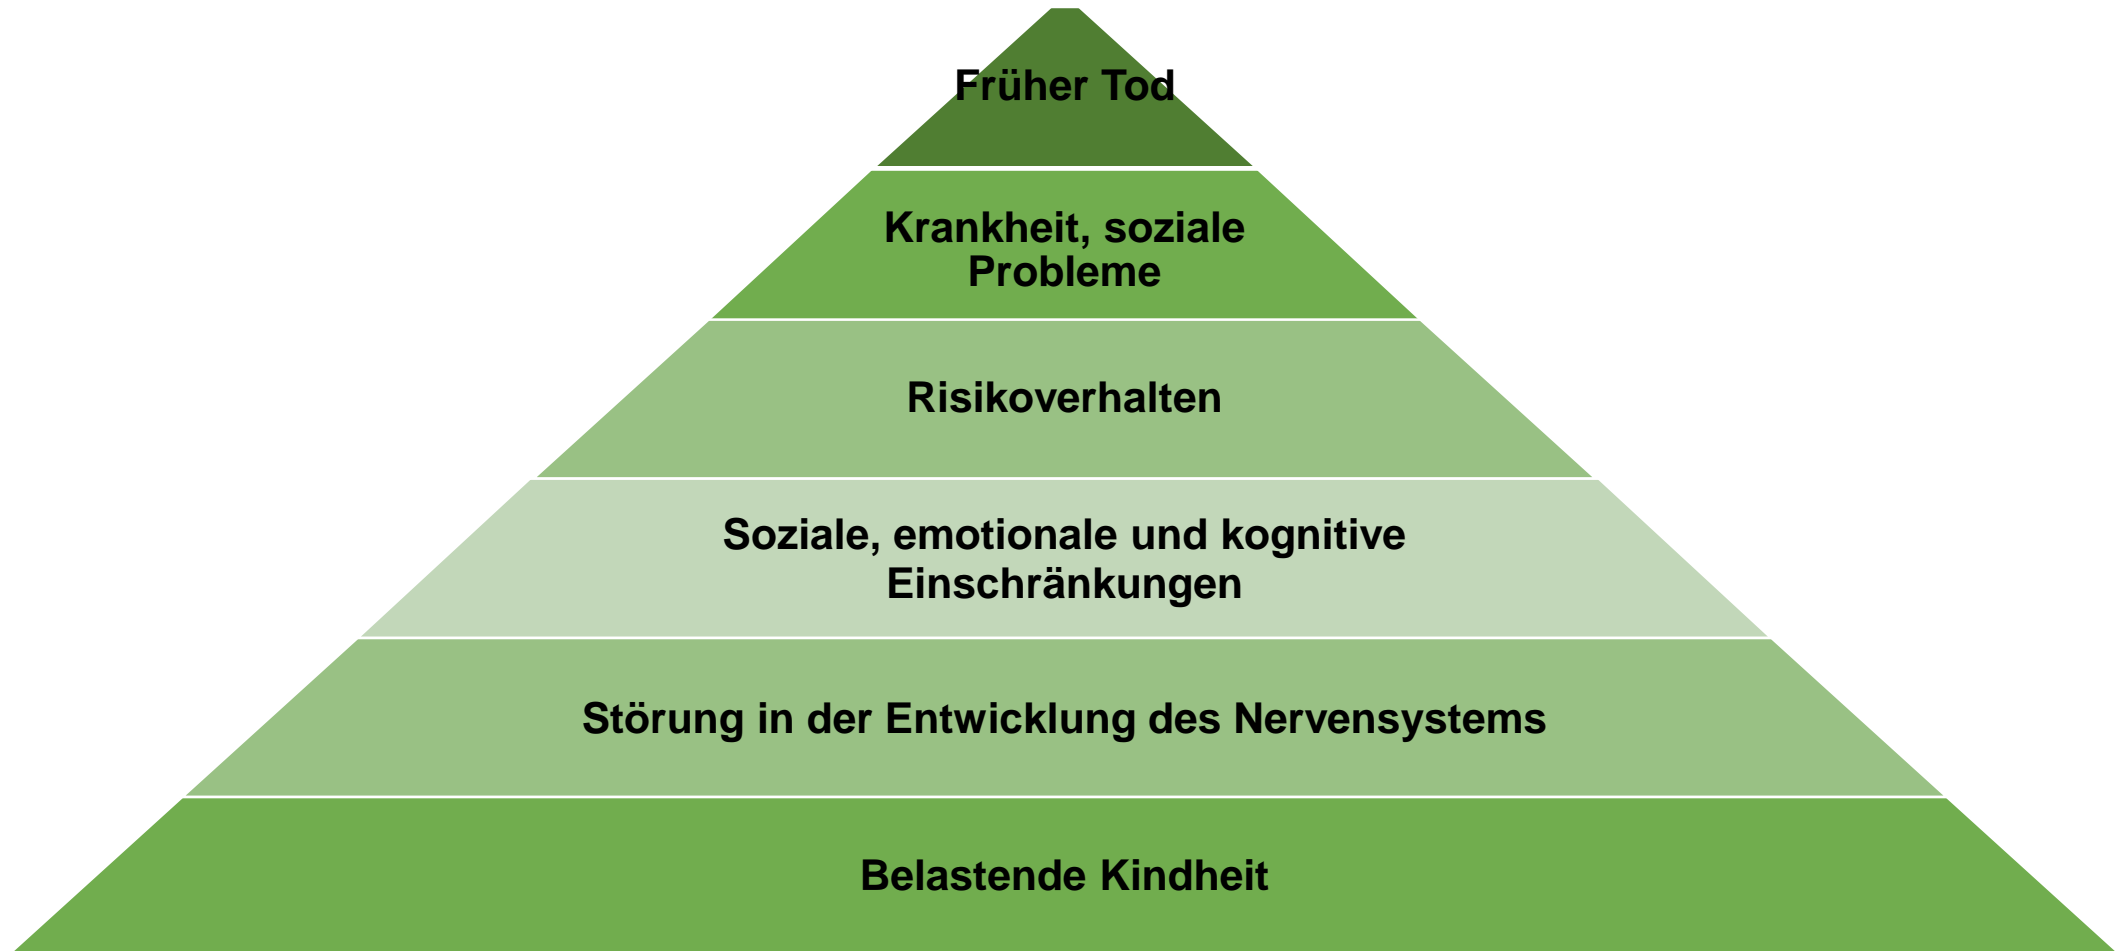 Früher Tod
Krankheit, soziale
Probleme
Risikoverhalten
Soziale, emotionale und kognitive
Einschränkungen
Störung in der Entwicklung des Nervensystems
Belastende Kindheit